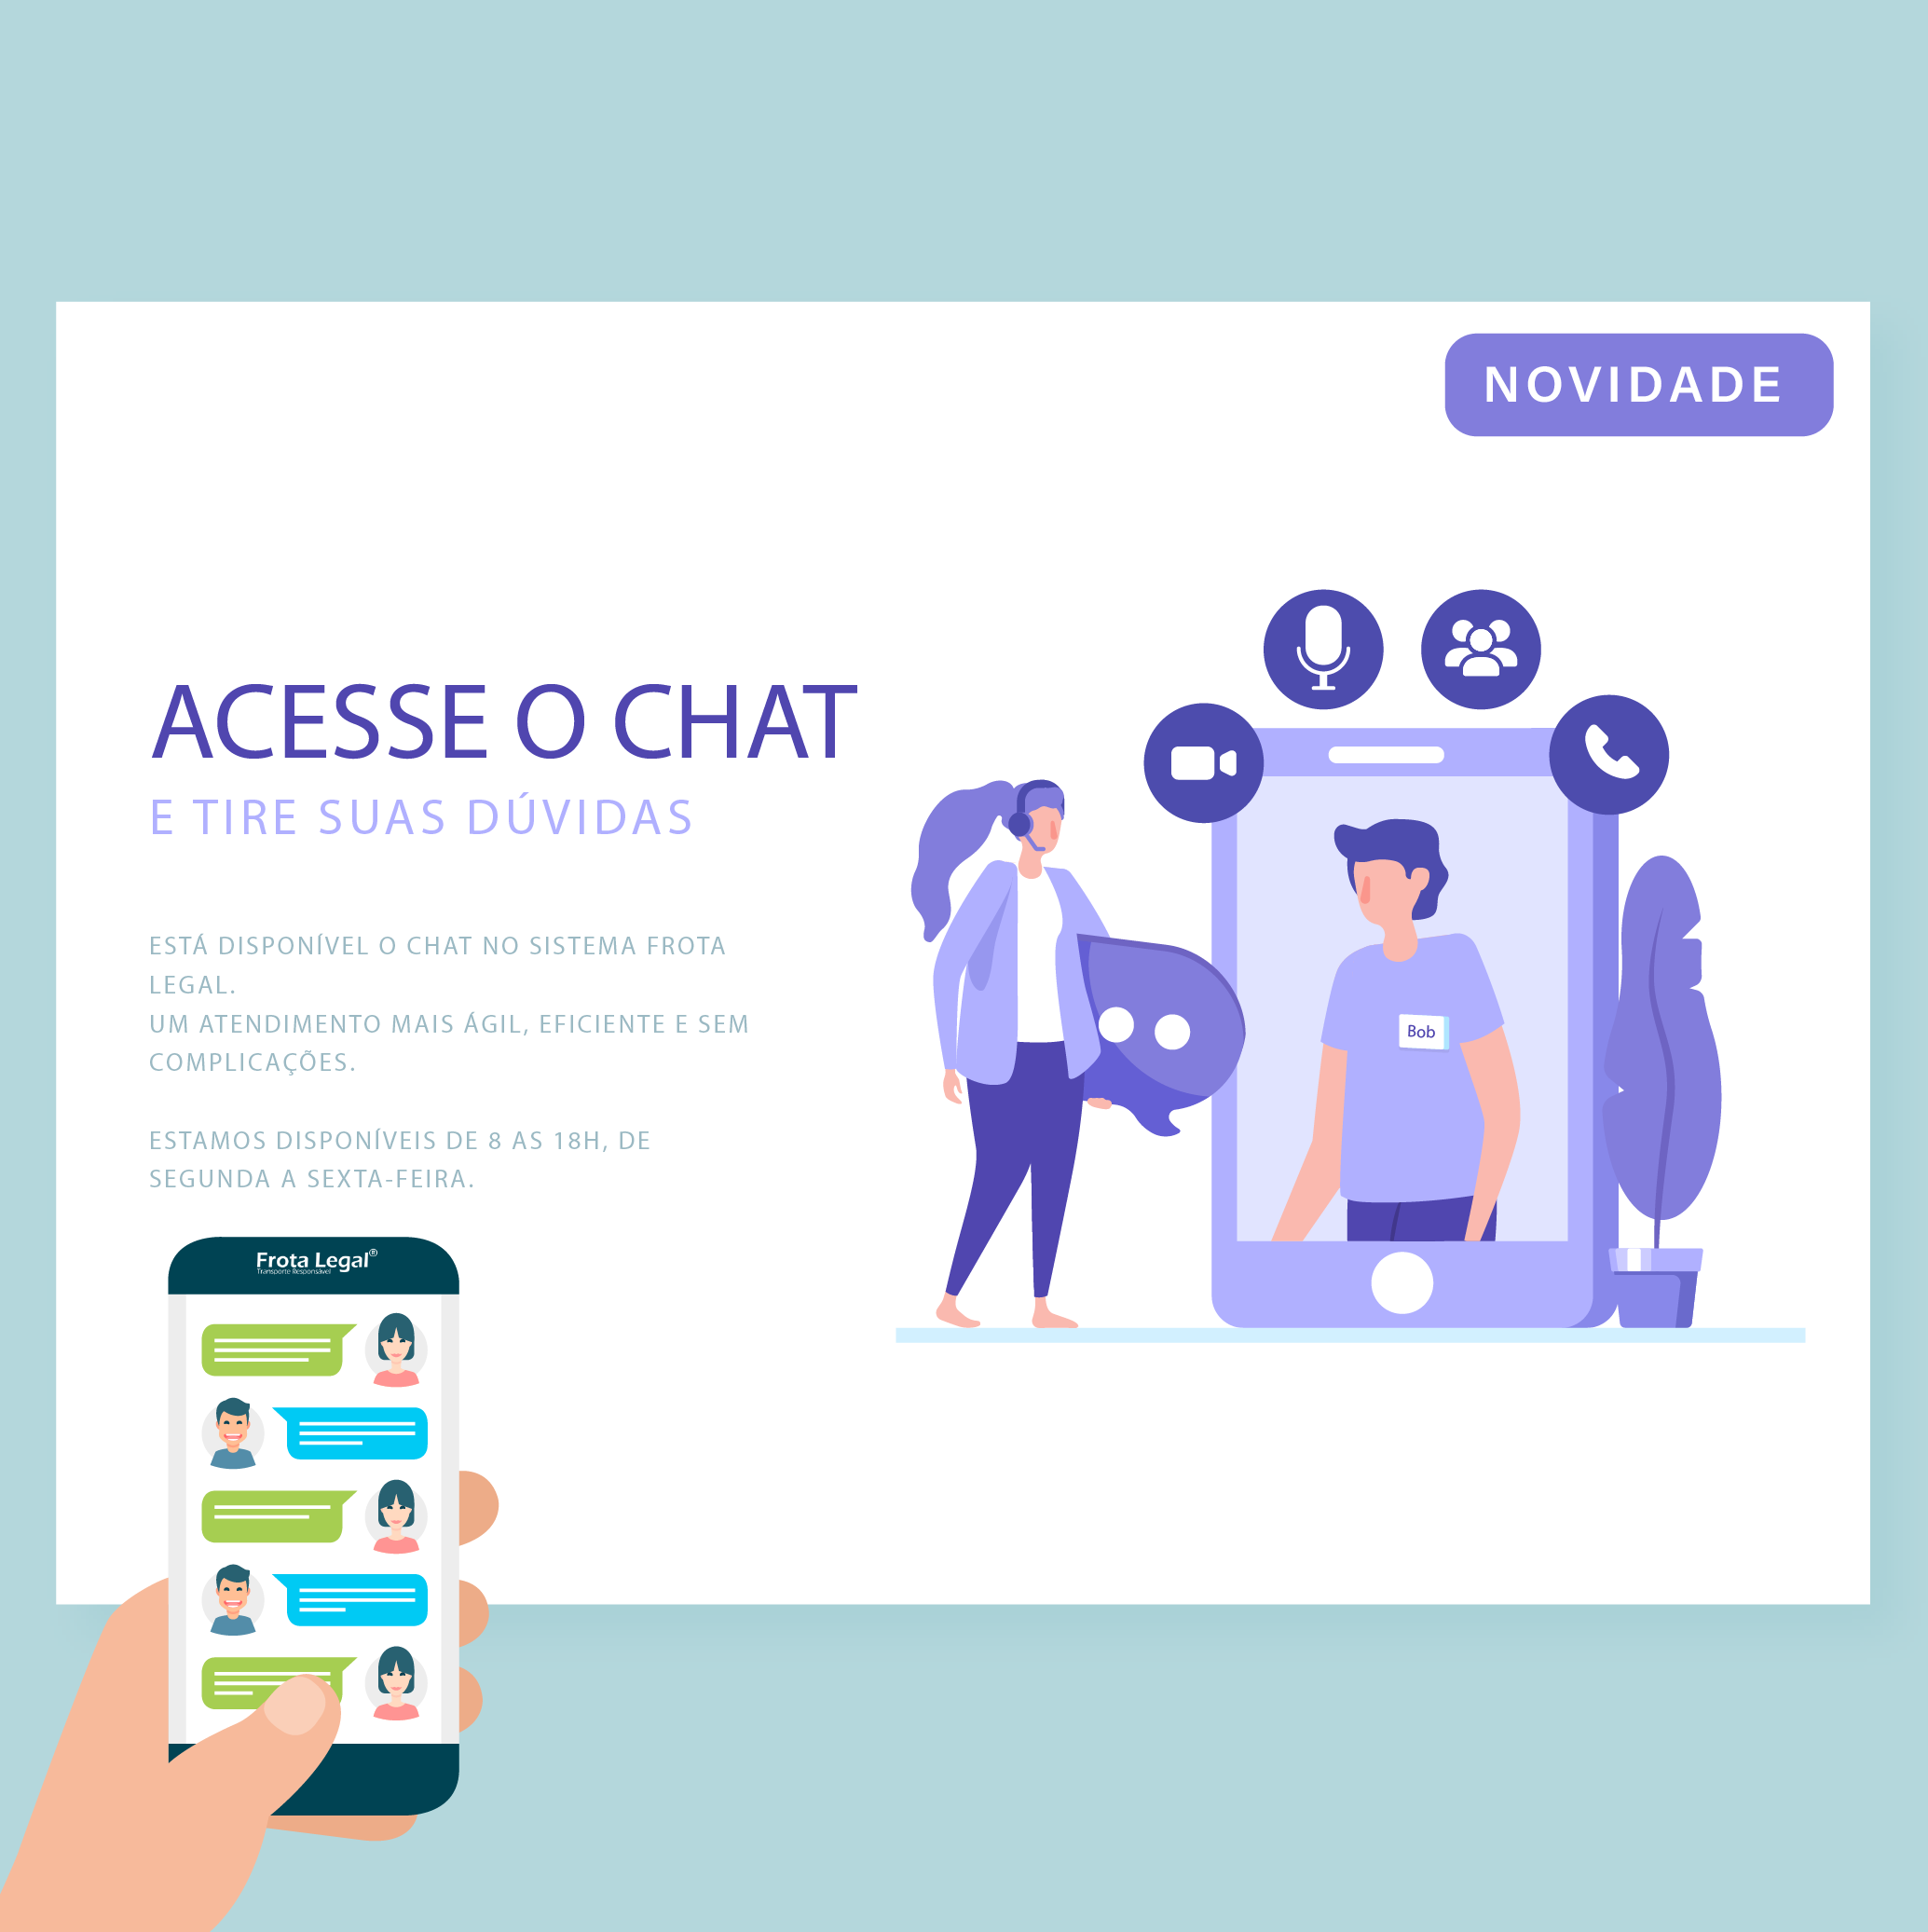 NOVIDADE
ACESSE O CHAT
E TIRE SUAS DÚVIDAS
ESTÁ DISPONÍVEL O CHAT NO SISTEMA FROTA
LEGAL.
UM ATENDIMENTO MAIS ÁGIL, EFICIENTE E SEM
COMPLICAÇÕES.
ESTAMOS DISPONÍVEIS DE 8 AS 18H, DE
SEGUNDA A SEXTA-FEIRA.
Bob
Frota Legal®
Transporte Responsável